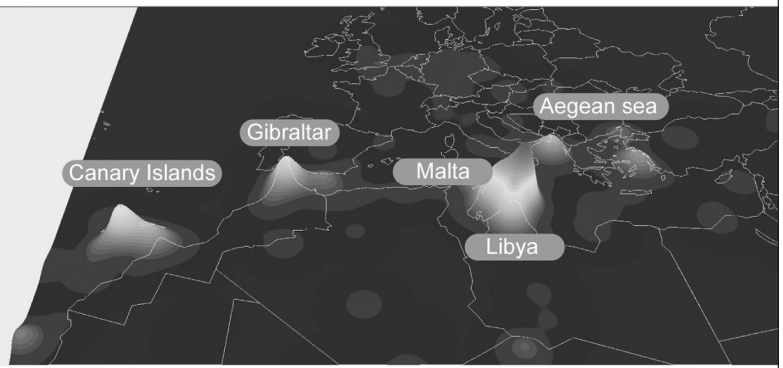 Aegean sea
Gibraltar
Canary Islands
Malta
Libya